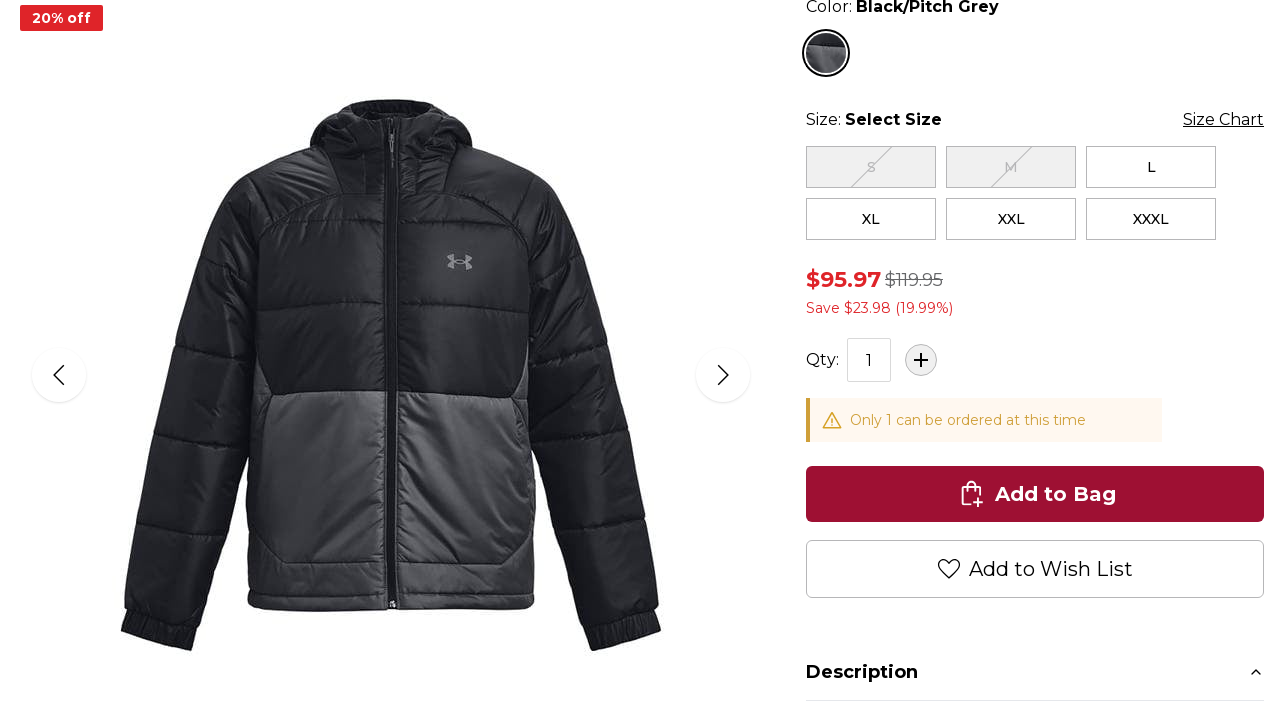 20% off
Color: Black/Pitch Grey
Size: Select Size
Size Chart
S
M
L
XL
XXL
XXXL
$95.97 $119.95
Save $23.98 (19.99%)
Qty: 1
Only 1 can be ordered at this time
Add to Bag
Add to Wish List
Description